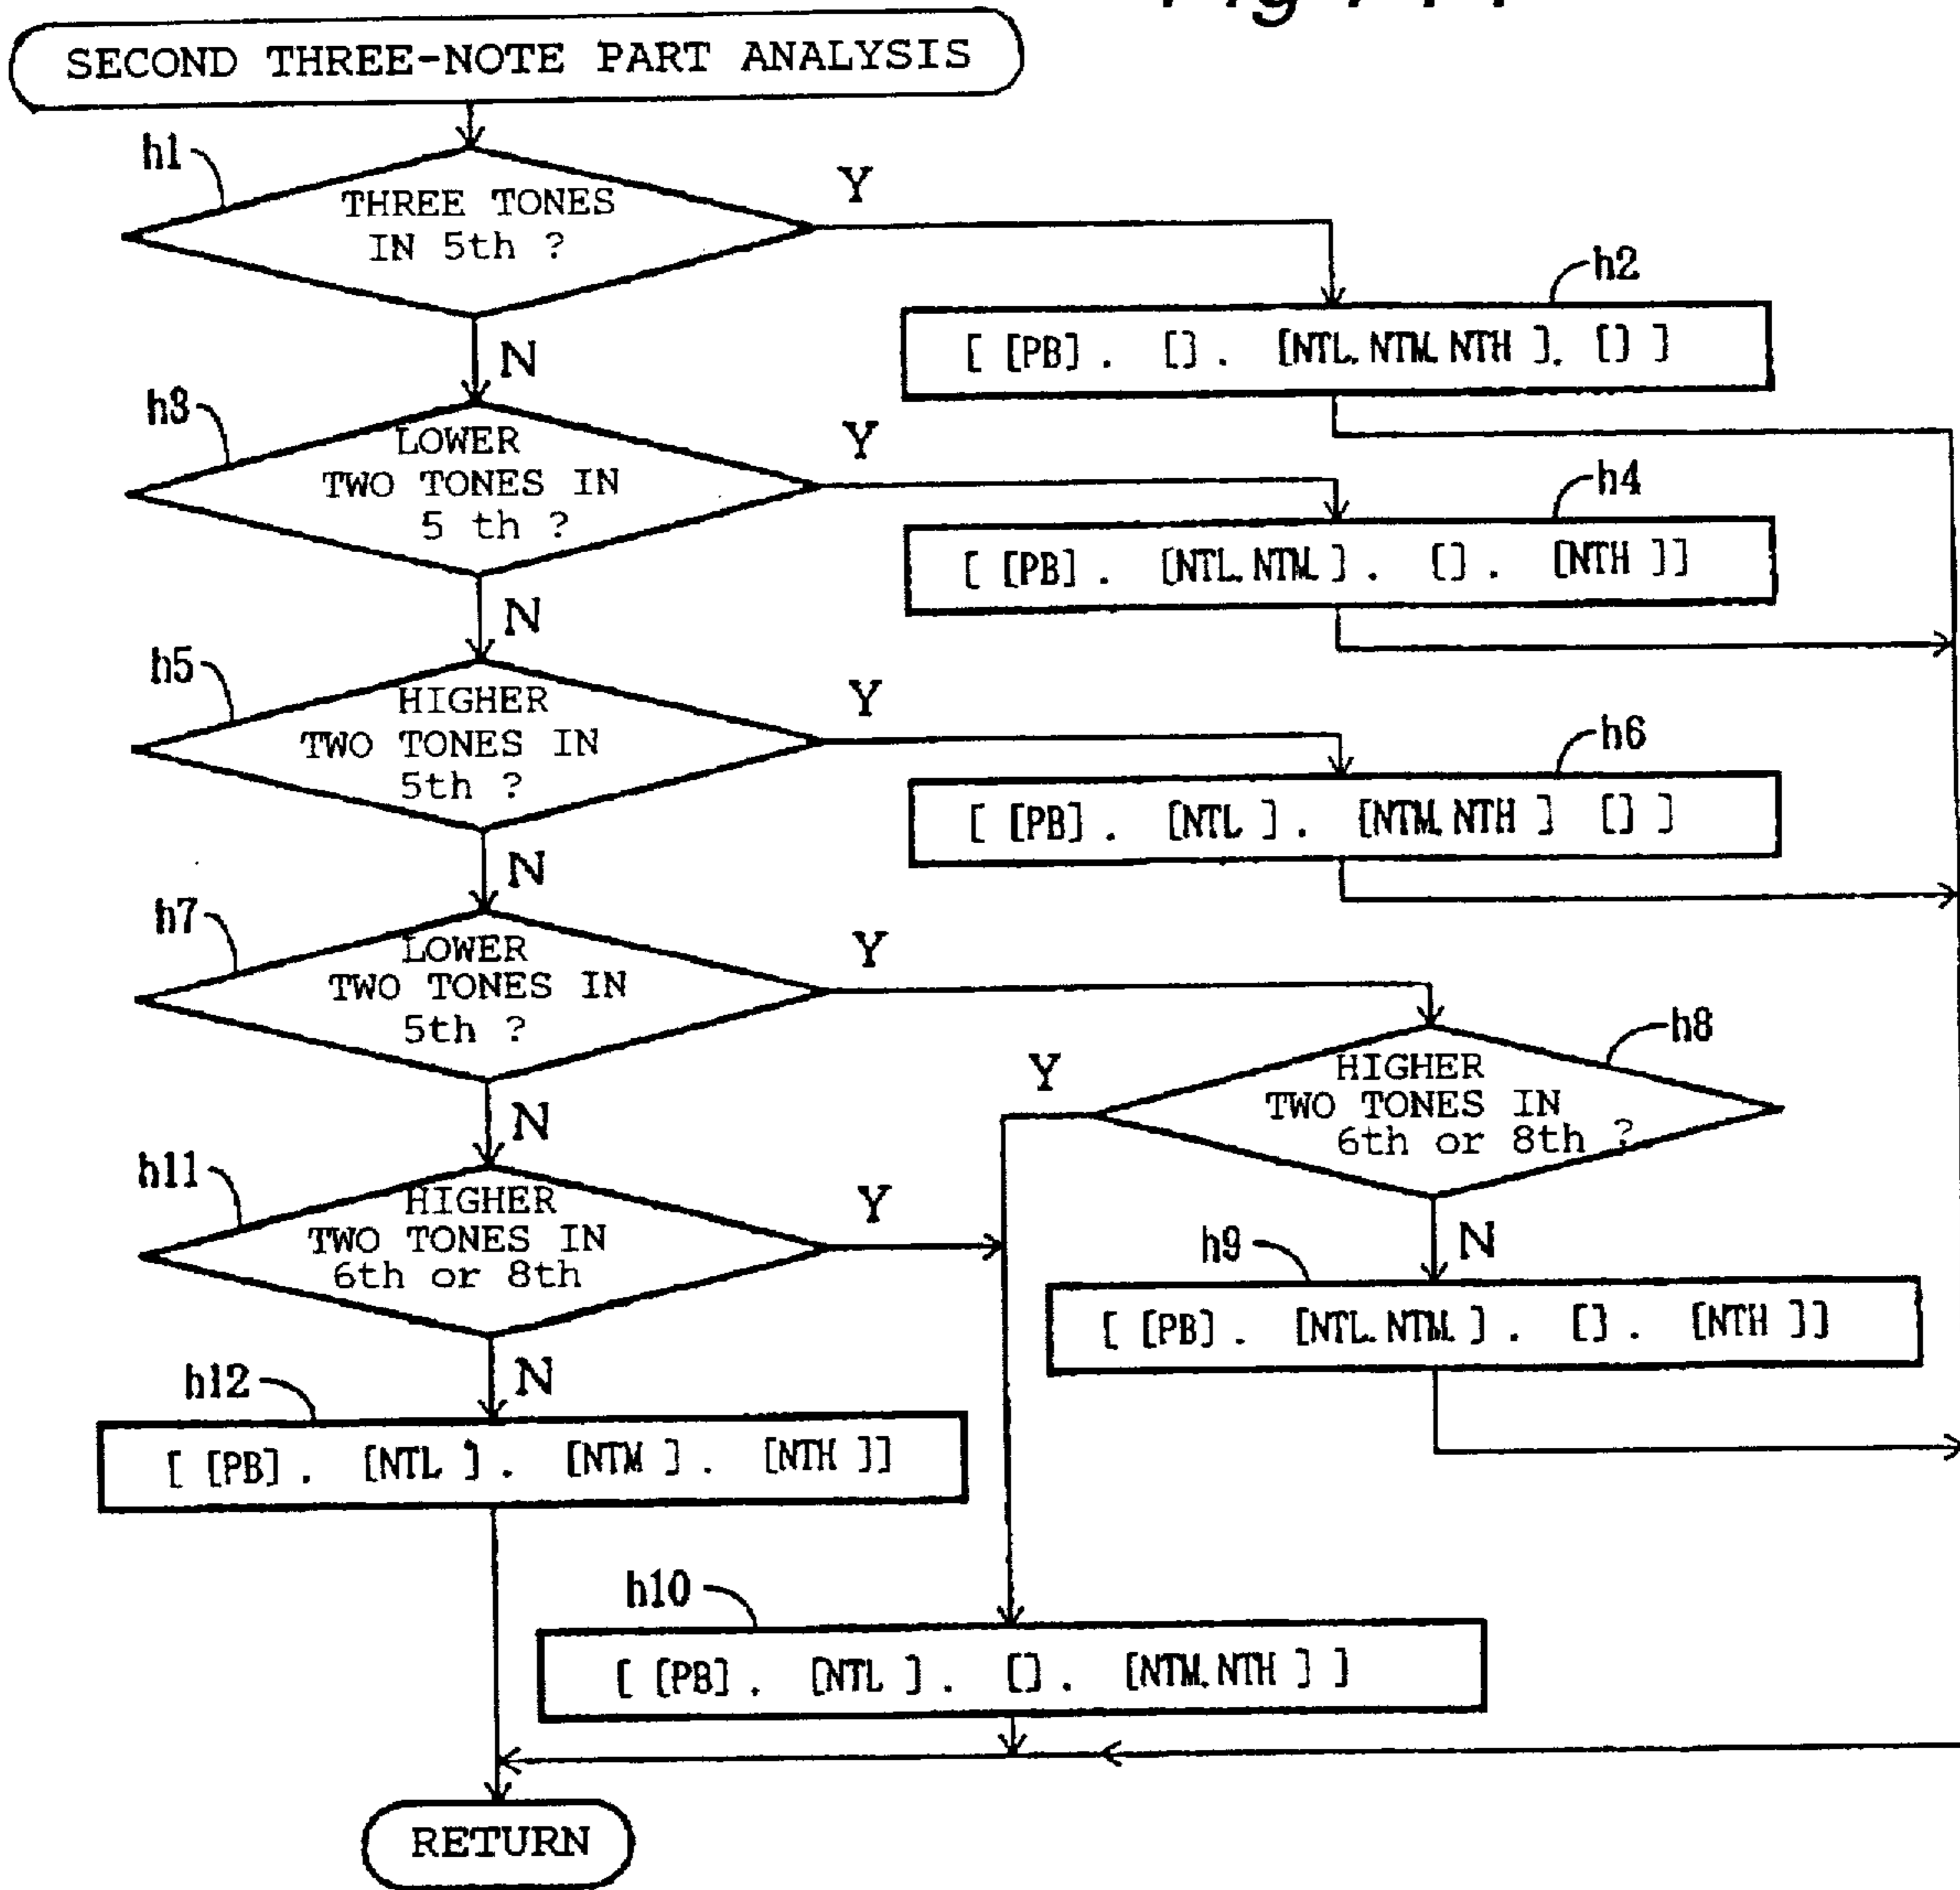 SECOND THREE-NOTE PART ANALYSIS
h1
THREE TONES
IN 5th ?
Y
N
h2
[ [PB] . [] . [NTL.NTM.NTH ]. [] ]
h3
LOWER
TWO TONES IN
5 th ?
Y
N
h4
[ [PB] . [NTL.NTM. ] . [] . [NTH ]]
h5
HIGHER
TWO TONES IN
5th ?
Y
N
h6
[ [PB] . [NTL ] . [NTM.NTH ] [] ]
h7
LOWER
TWO TONES IN
5th ?
Y
N
h8
HIGHER
TWO TONES IN
6th or 8th ?
Y
N
h9
[ [PB] . [NTL.NTM. ] . [] . [NTH ]]
h11
HIGHER
TWO TONES IN
6th or 8th
Y
N
h12
[ [PB] . [NTL ] . [NTM ] . [NTH ]]
h10
[ [PB] . [NTL ] . [] . [NTM.NTH ] ]
RETURN